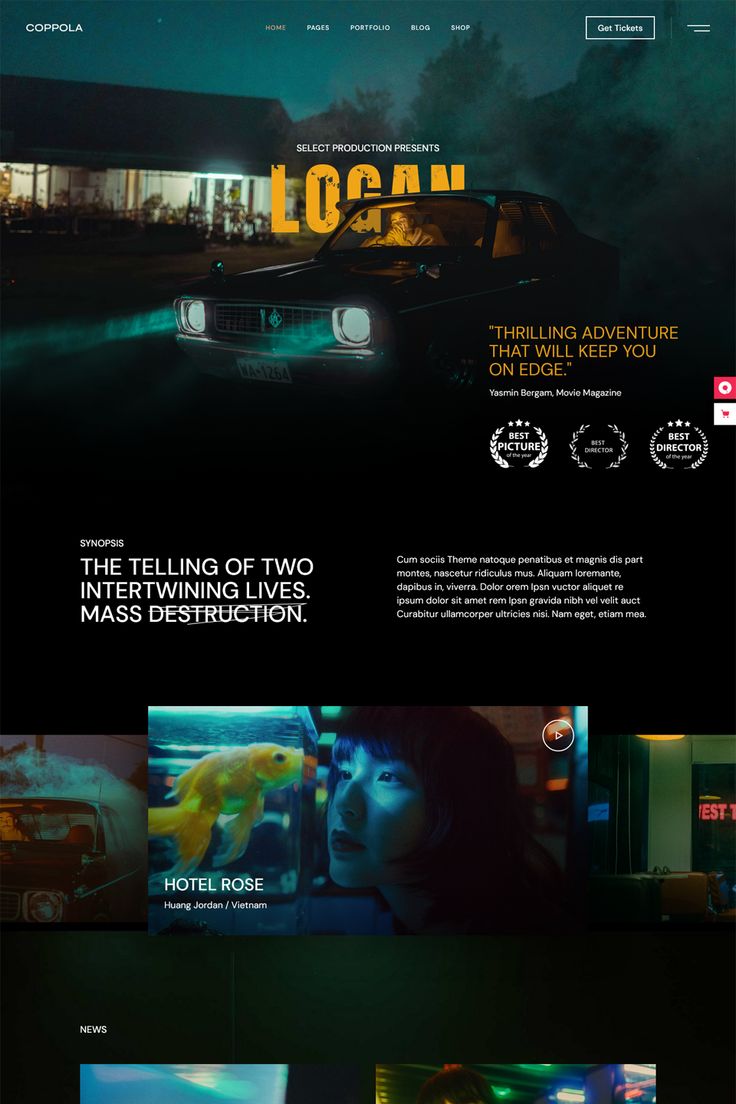 COPPOLA
HOME PAGES PORTFOLIO BLOG SHOP
Get Tickets
SELECT PRODUCTION PRESENTS
LOGAN
WA·1264
"THRILLING ADVENTURE
THAT WILL KEEP YOU
ON EDGE."
Yasmin Bergam, Movie Magazine
BEST
PICTURE
of the year
BEST
DIRECTOR
BEST
DIRECTOR
of the year
SYNOPSIS
THE TELLING OF TWO
INTERTWINING LIVES.
MASS DESTRUCTION.
Cum sociis Theme natoque penatibus et magnis dis part
montes, nascetur ridiculus mus. Aliquam loremante,
dapibus in, viverra. Dolor orem Ipsn vuctor aliquet re
ipsum dolor sit amet rem Ipsn gravida nibh vel velit auct
Curabitur ullamcorper ultricies nisi. Nam eget, etiam mea.
EST T
HOTEL ROSE
Huang Jordan / Vietnam
NEWS